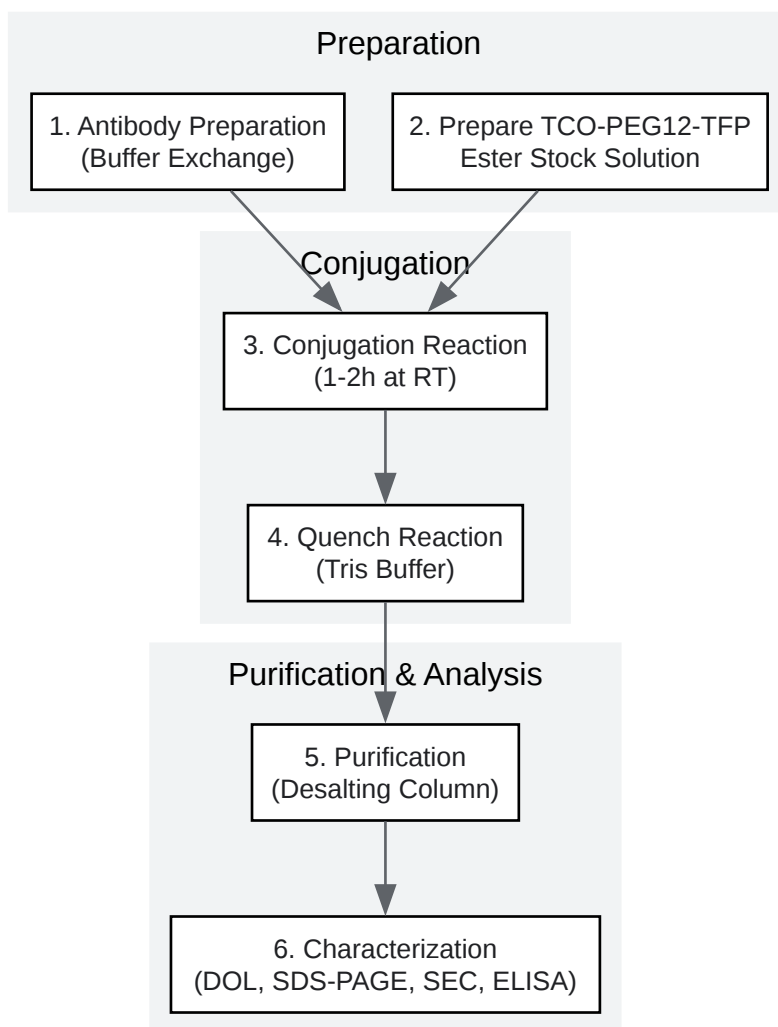 Preparation
1. Antibody Preparation
(Buffer Exchange)
2. Prepare TCO-PEG12-TFP
Ester Stock Solution
Conjugation
3. Conjugation Reaction
(1-2h at RT)
4. Quench Reaction
(Tris Buffer)
Purification & Analysis
5. Purification
(Desalting Column)
6. Characterization
(DOL, SDS-PAGE, SEC, ELISA)